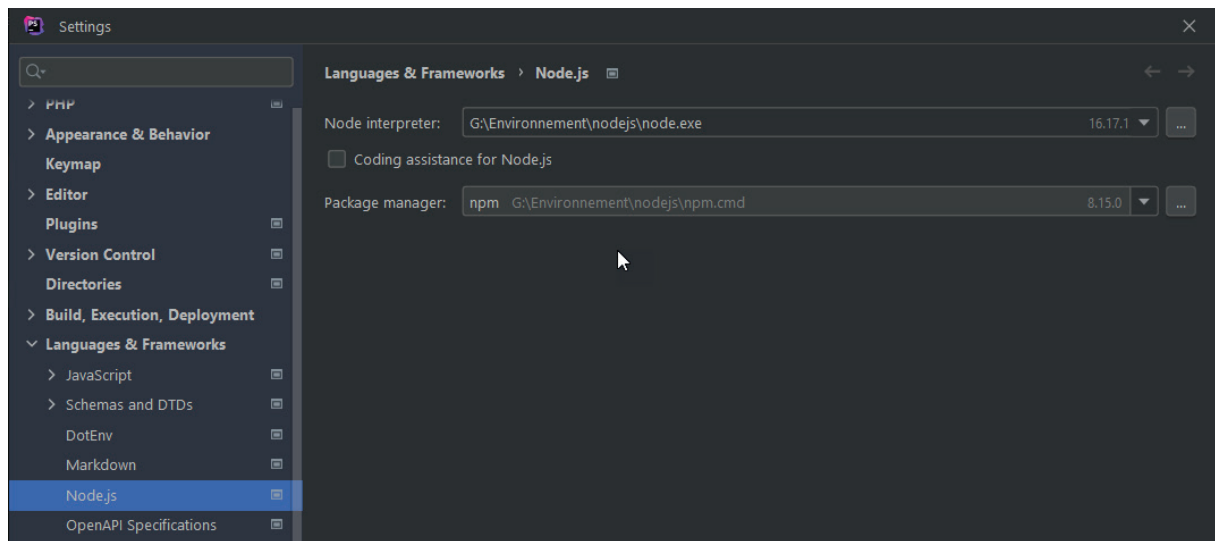 PS Settings
Languages & Frameworks › Node.js
PHP
Appearance & Behavior
Keymap
Editor
Plugins
Version Control
Directories
Build, Execution, Deployment
Languages & Frameworks
JavaScript
Schemas and DTDs
DotEnv
Markdown
Node.js
OpenAPI Specifications
Node interpreter: G:\Environnement\nodejs\node.exe 16.17.1 ...
Coding assistance for Node.js
Package manager: npm G:\Environnement\nodejs\npm.cmd 8.15.0 ...